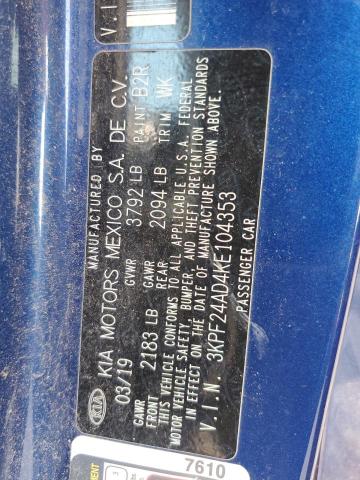 V.I
KIA
MANUFACTURED BY
KIA MOTORS MEXICO S.A. DE C.V.
03/19 GVWR 3792 LB PAINT B2R
GAWR FRONT 2183 LB GAWR REAR 2094 LB TRIM WK
THIS VEHICLE CONFORMS TO ALL APPLICABLE U.S.A. FEDERAL
MOTOR VEHICLE SAFETY, BUMPER, AND THEFT PREVENTION STANDARDS
IN EFFECT ON THE DATE OF MANUFACTURE SHOWN ABOVE.
V.I.N. 3KPF24AD4KE104353
PASSENGER CAR
7610